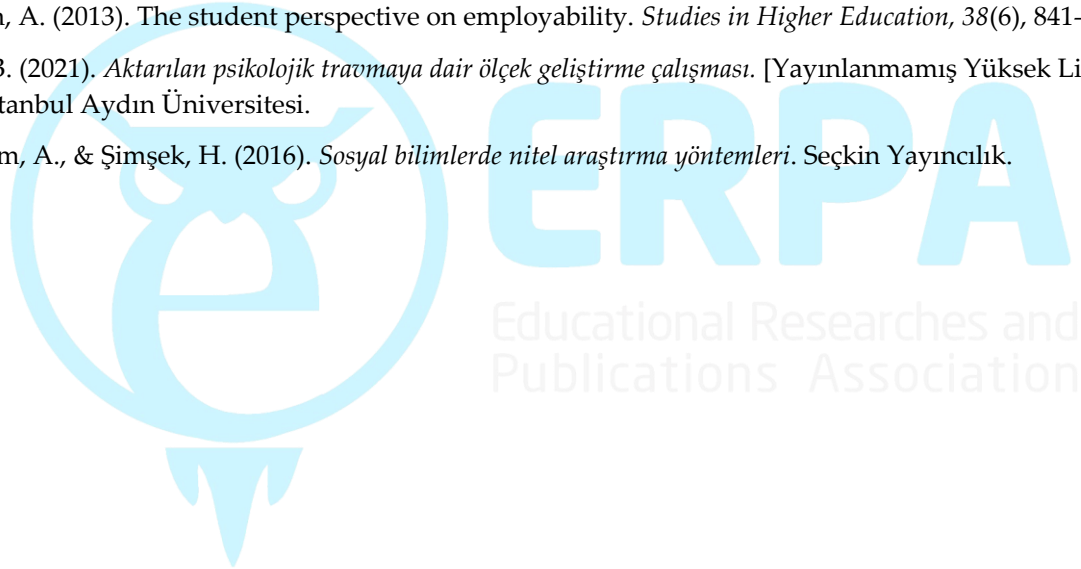 , A. (2013). The student perspective on employability. Studies in Higher Education, 38(6), 841-
. (2021). Aktarılan psikolojik travmaya dair ölçek geliştirme çalışması. [Yayınlanmamış Yüksek Li
tanbul Aydın Üniversitesi.
m, A., & Şimşek, H. (2016). Sosyal bilimlerde nitel araştırma yöntemleri. Seçkin Yayıncılık.
ERPA
Educational Researches and
Publications Association